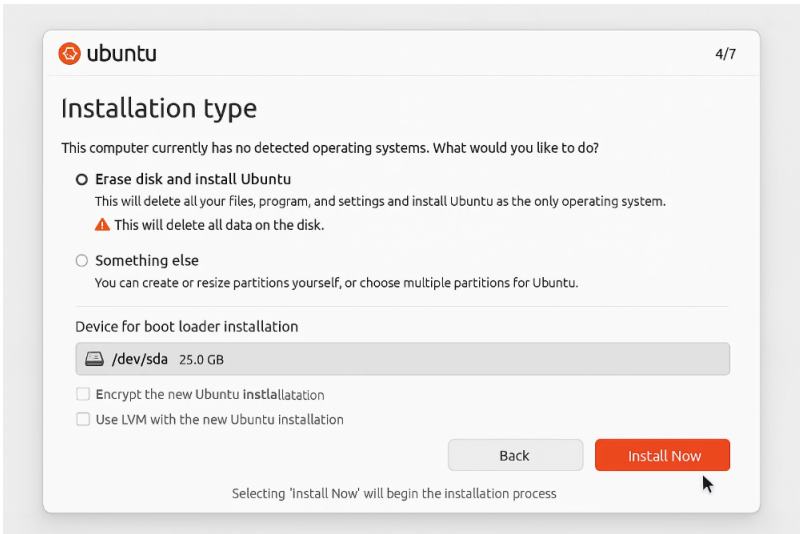 ubuntu
4/7
Installation type
This computer currently has no detected operating systems. What would you like to do?
Erase disk and install Ubuntu
This will delete all your files, program, and settings and install Ubuntu as the only operating system.
This will delete all data on the disk.
Something else
You can create or resize partitions yourself, or choose multiple partitions for Ubuntu.
Device for boot loader installation
/dev/sda 25.0 GB
Encrypt the new Ubuntu instlallatation
Use LVM with the new Ubuntu installation
Back
Install Now
Selecting 'Install Now' will begin the installation process